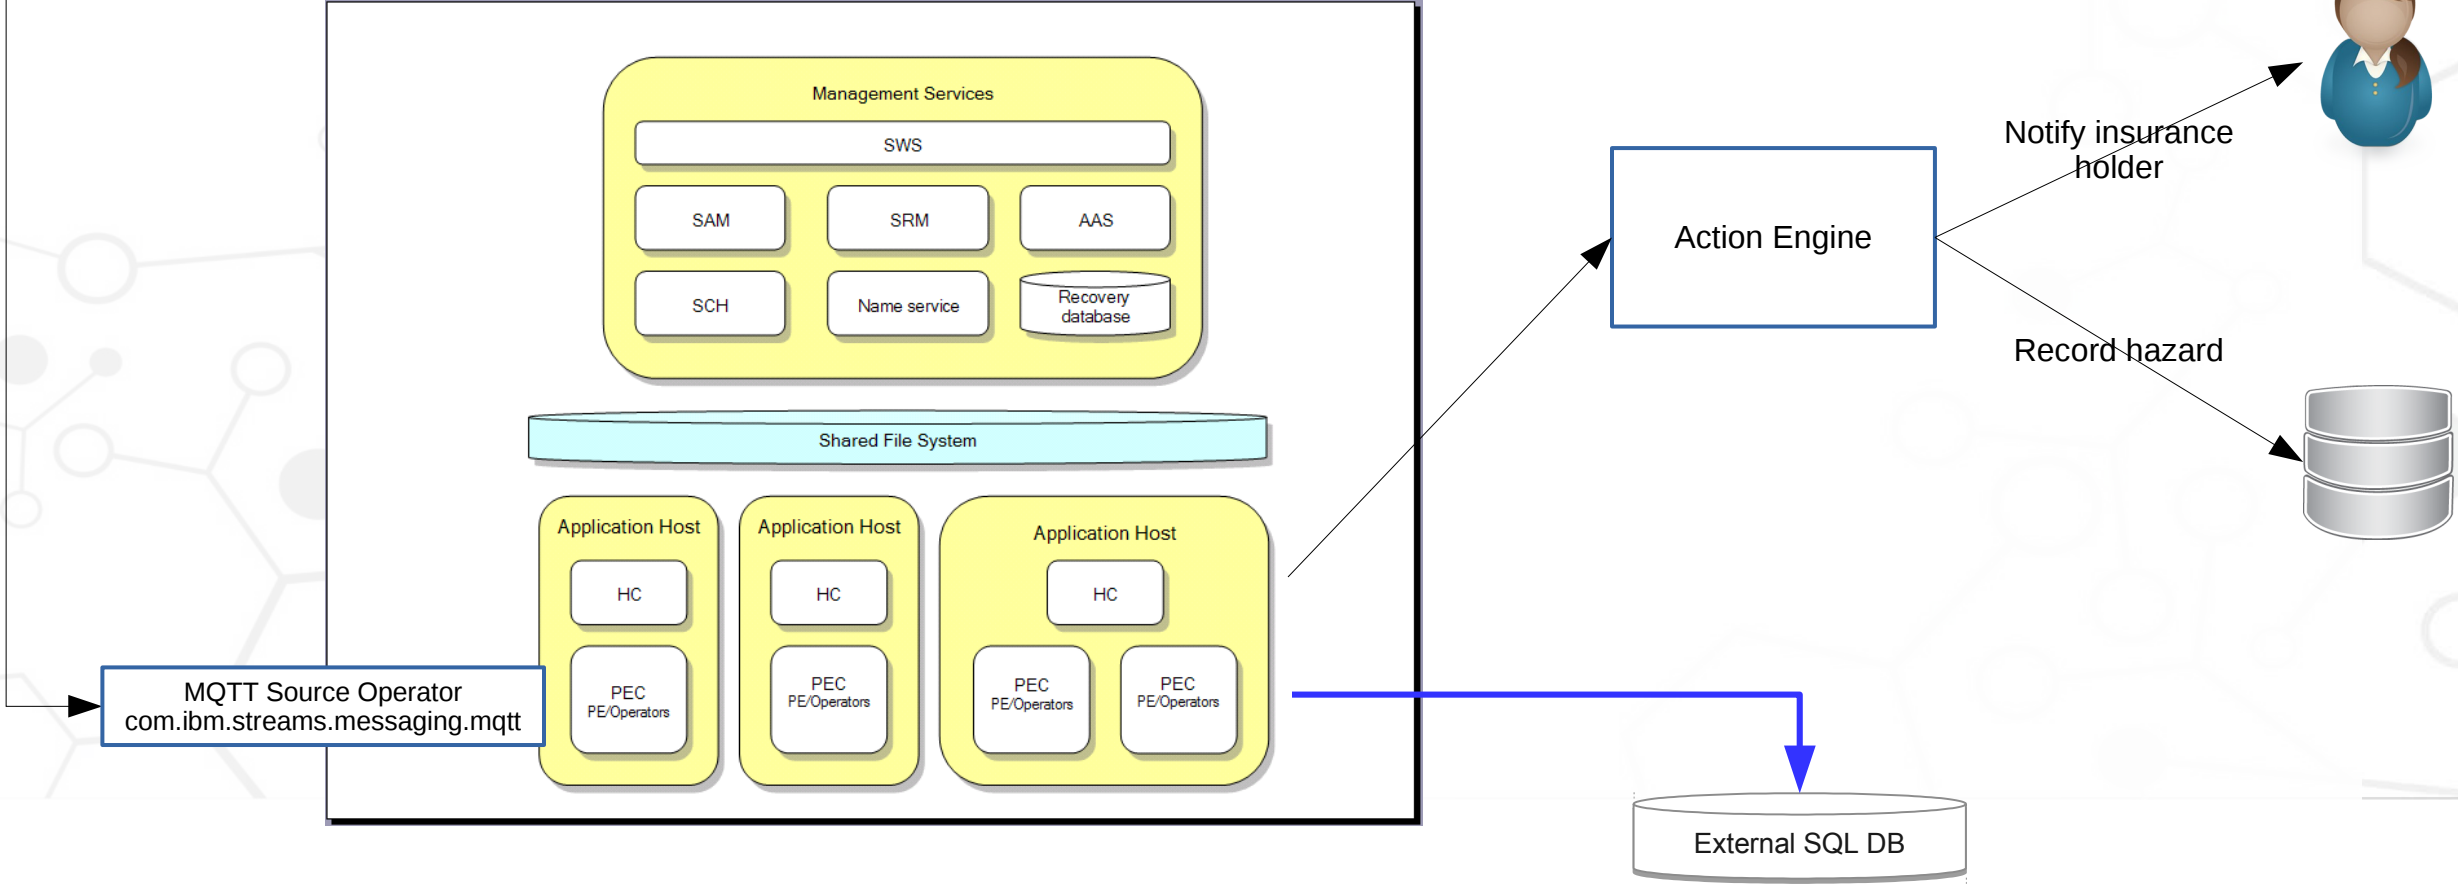 Management Services
SWS
SAM
SRM
AAS
SCH
Name service
Recovery
database
Shared File System
Application Host
HC
PEC
PE/Operators
Application Host
HC
PEC
PE/Operators
Application Host
HC
PEC
PE/Operators
PEC
PE/Operators
MQTT Source Operator
com.ibm.streams.messaging.mqtt
Action Engine
Notify insurance
holder
Record hazard
External SQL DB